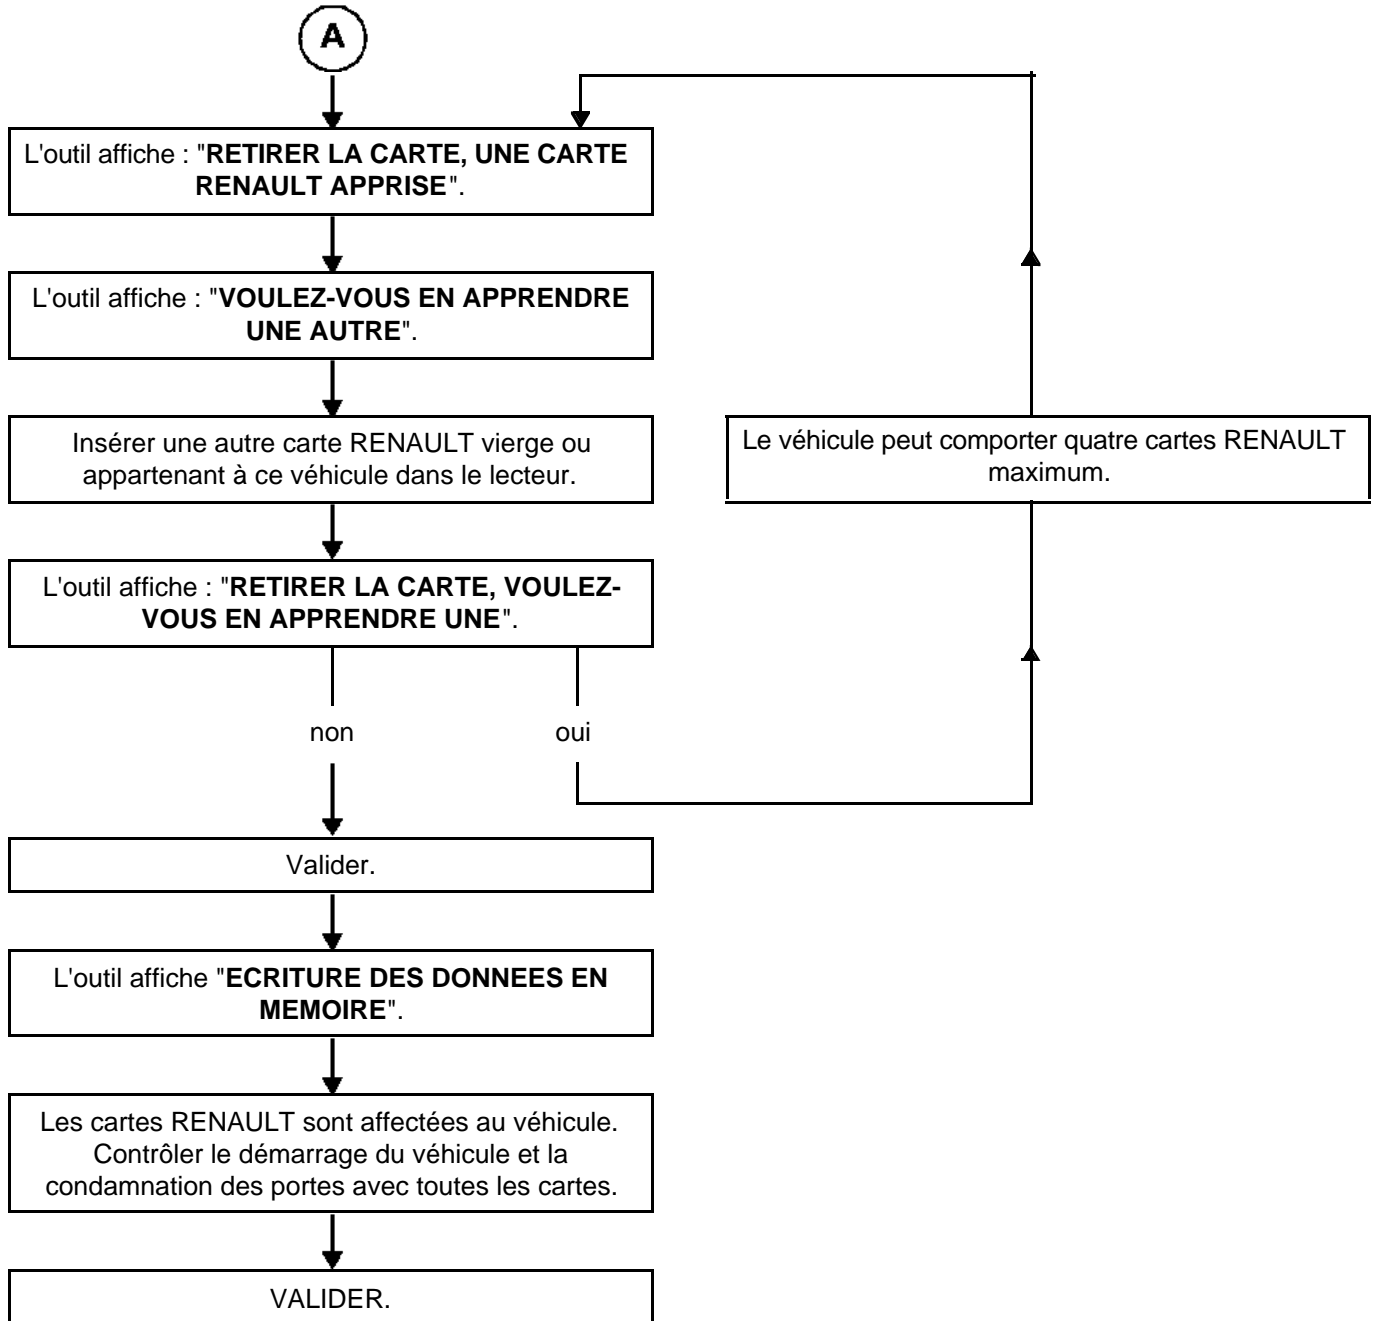 A
L'outil affiche : "RETIRER LA CARTE, UNE CARTE
RENAULT APPRISE".
L'outil affiche : "VOULEZ-VOUS EN APPRENDRE
UNE AUTRE".
Insérer une autre carte RENAULT vierge ou
appartenant à ce véhicule dans le lecteur.
Le véhicule peut comporter quatre cartes RENAULT
maximum.
L'outil affiche : "RETIRER LA CARTE, VOULEZ-
VOUS EN APPRENDRE UNE".
non
oui
Valider.
L'outil affiche "ECRITURE DES DONNEES EN
MEMOIRE".
Les cartes RENAULT sont affectées au véhicule.
Contrôler le démarrage du véhicule et la
condamnation des portes avec toutes les cartes.
VALIDER.